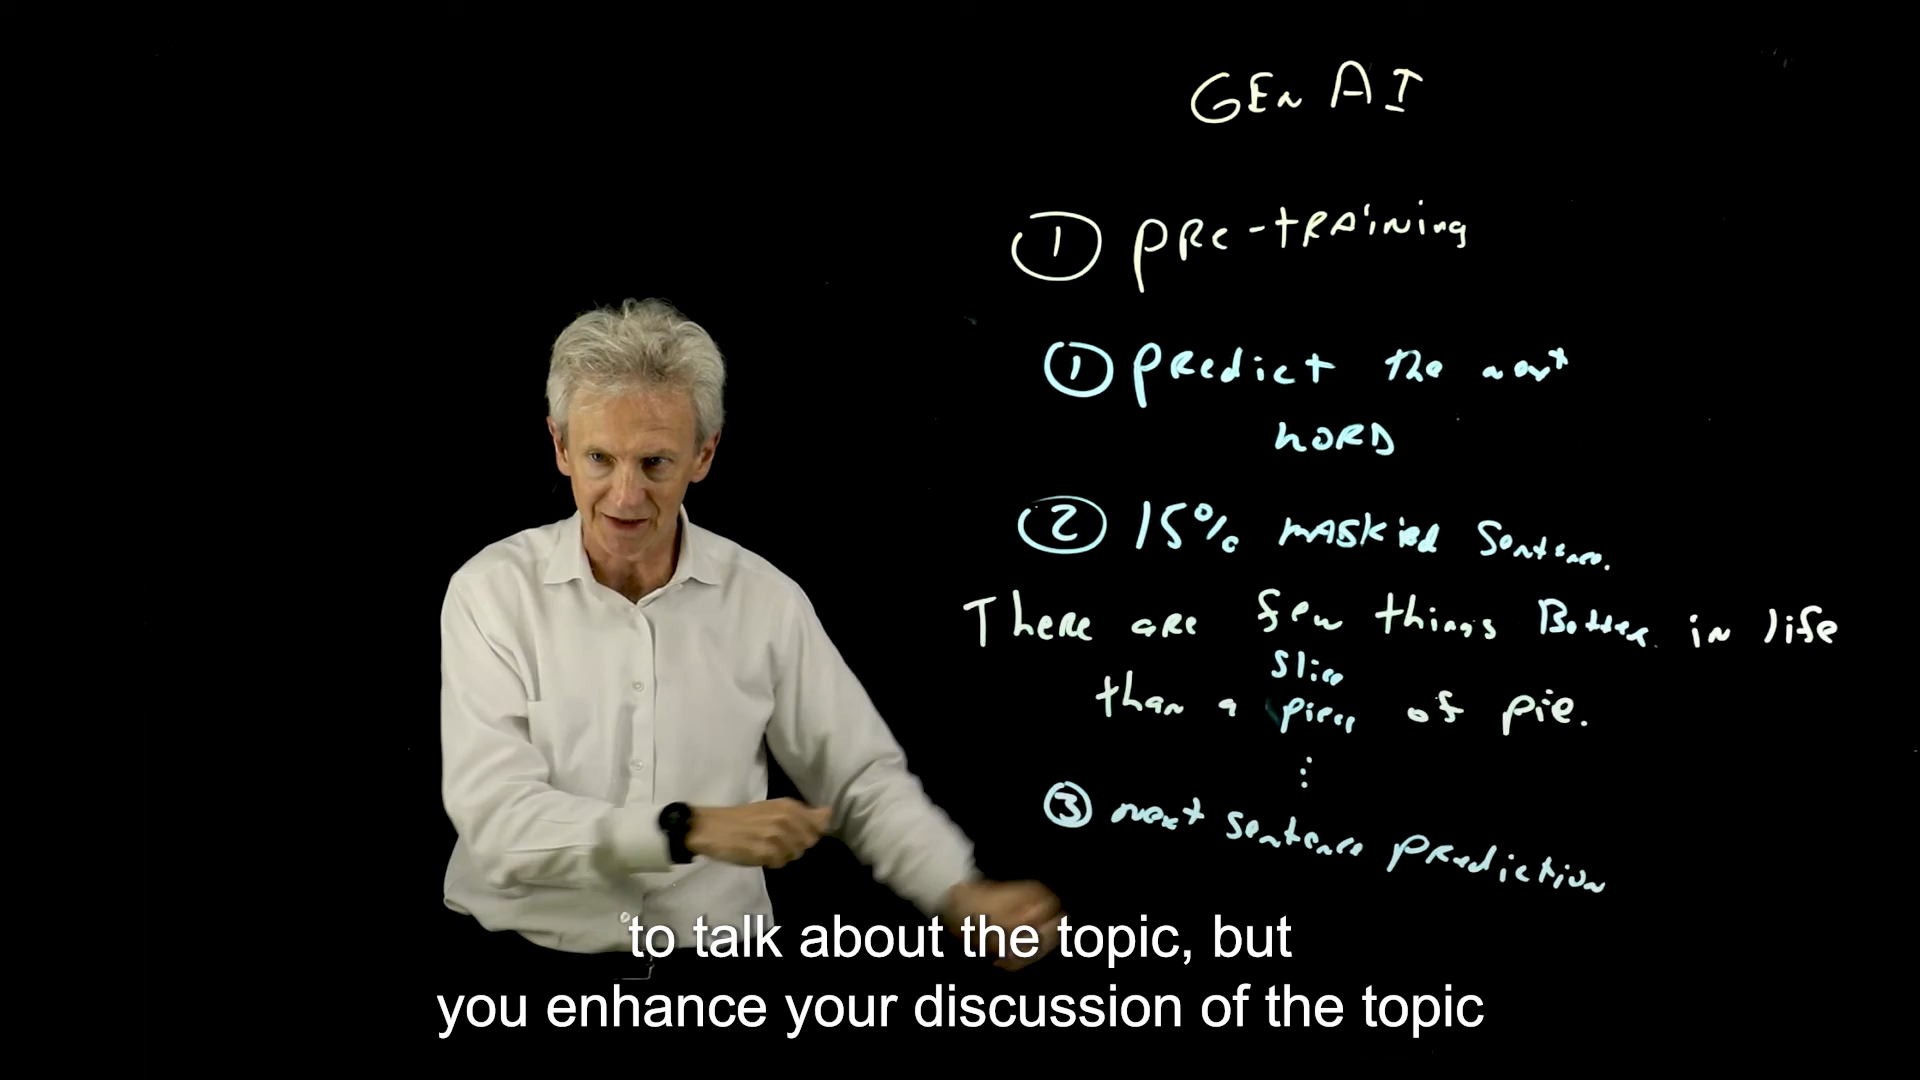 GEN AI
① PRE-TRAINING
① PREDICT THE NEXT
WORD
② 15% MASKED Sentence.
There are few things Better in life
slice
than a piece of pie.
⋮
③ next sentence prediction
to talk about the topic, but
you enhance your discussion of the topic